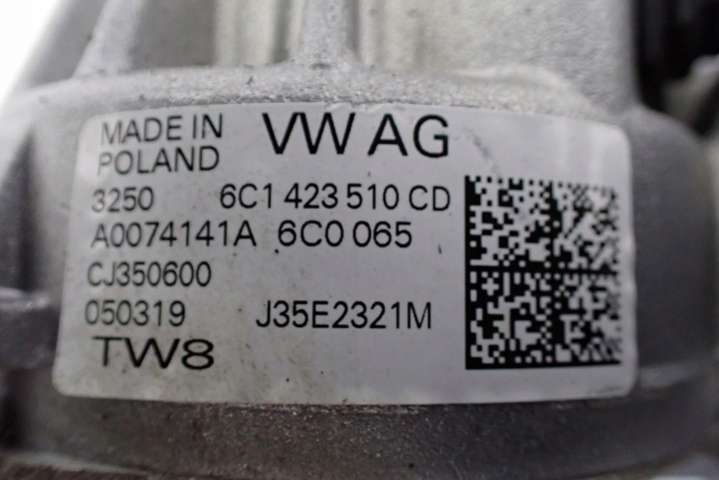 MADE IN VW AG
POLAND
3250 6C1 423 510 CD
A0074141A 6C0 065
CJ350600
050319 J35E2321M
TW8